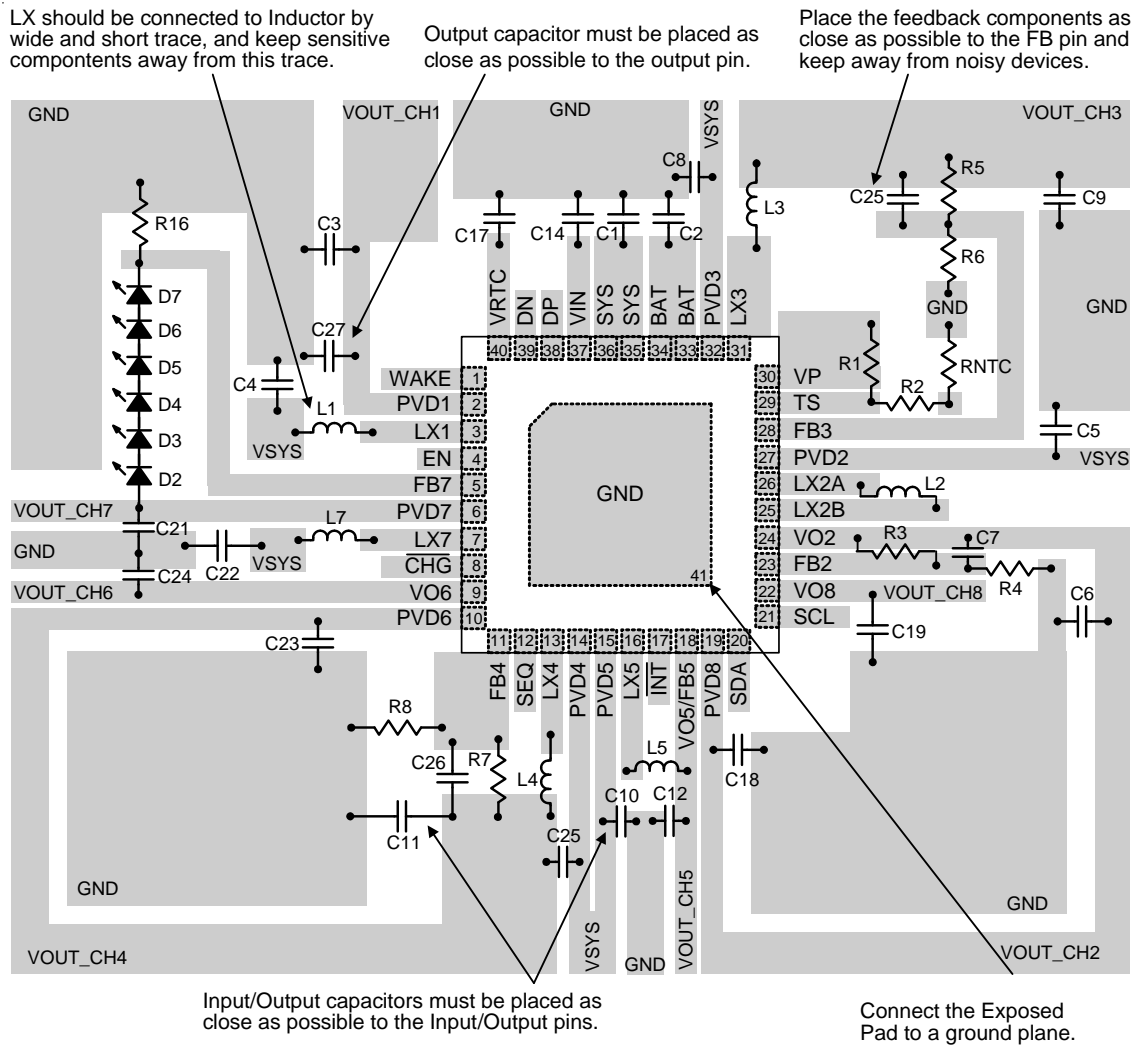 LX should be connected to Inductor by
wide and short trace, and keep sensitive
compontents away from this trace.
Output capacitor must be placed as
close as possible to the output pin.
Place the feedback components as
close as possible to the FB pin and
keep away from noisy devices.
GND
VOUT_CH1
GND
VSYS
VOUT_CH3
C8
R16
C3
C17
C14
C1
C2
L3
C25
R5
C9
R6
GND
GND
D7
D6
D5
D4
D3
D2
C27
C4
L1
VSYS
VRTC
DN
DP
VIN
SYS
SYS
BAT
BAT
PVD3
LX3
40
39
38
37
36
35
34
33
32
31
WAKE 1
PVD1 2
LX1 3
EN 4
FB7 5
PVD7 6
LX7 7
CHG 8
VO6 9
PVD6 10
30 VP
29 TS
28 FB3
27 PVD2
26 LX2A
25 LX2B
24 VO2
23 FB2
22 VO8
21 SCL
GND
41
R1
R2
RNTC
C5
VSYS
L2
R3
C7
R4
VOUT_CH8
C6
C19
VOUT_CH7
C21
GND
C24
C22
VSYS
L7
VOUT_CH6
C23
11
12
13
14
15
16
17
18
19
20
FB4
SEQ
LX4
PVD4
PVD5
LX5
INT
VO5/FB5
PVD8
SDA
R8
C26
R7
L4
L5
C18
C11
C10
C12
C25
GND
GND
VOUT_CH4
VSYS
GND
VOUT_CH5
VOUT_CH2
Input/Output capacitors must be placed as
close as possible to the Input/Output pins.
Connect the Exposed
Pad to a ground plane.